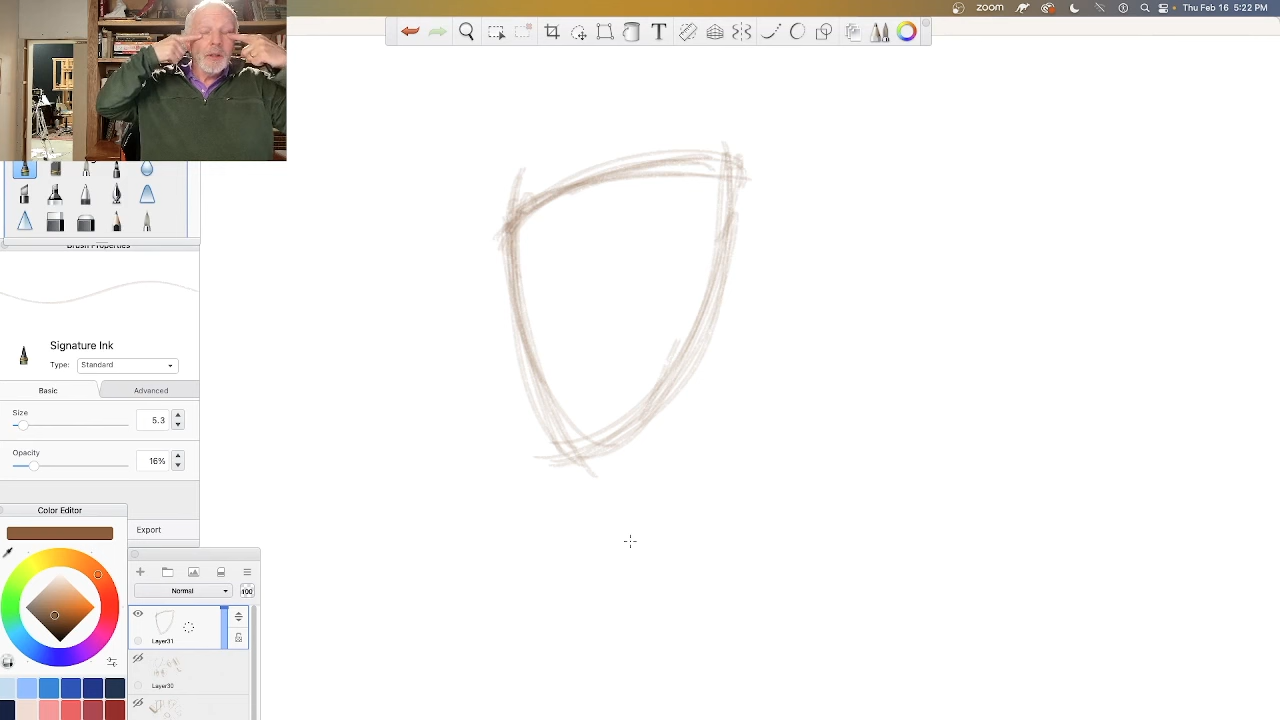 zoom
Thu Feb 16 5:22 PM
T
Brush Properties
Signature Ink
Type: Standard
Basic Advanced
Size
5.3
Opacity
16%
Color Editor
Export
Normal
100
Layer31
Layer30